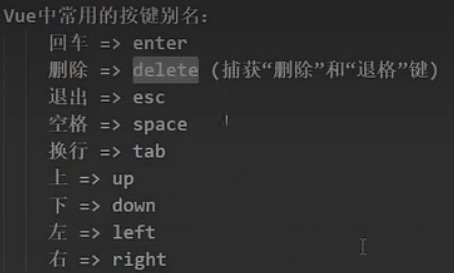 Vue中常用的按键别名：
回车 => enter
删除 => delete (捕获“删除”和“退格”键)
退出 => esc
空格 => space
换行 => tab
上 => up
下 => down
左 => left
右 => right